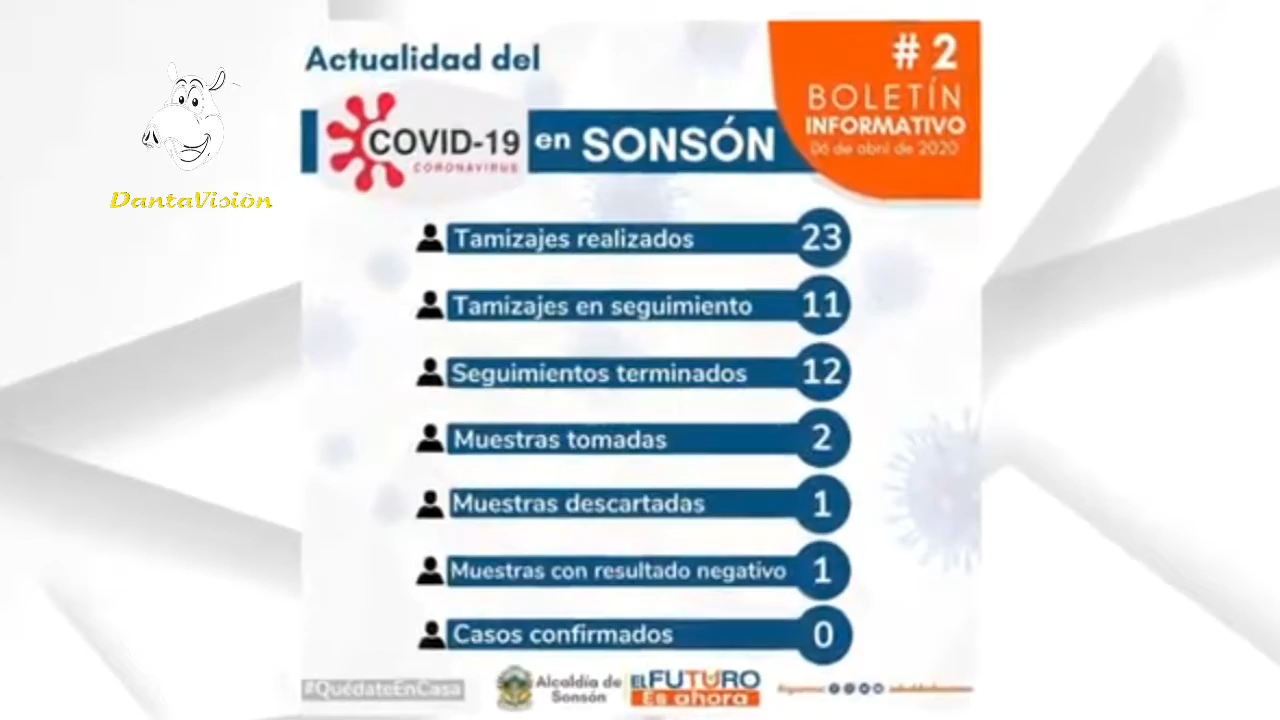 Actualidad del
COVID-19
CORONAVIRUS
en SONSÓN
# 2
BOLETÍN
INFORMATIVO
06 de abril de 2020
DantaVisión
Tamizajes realizados 23
Tamizajes en seguimiento 11
Seguimientos terminados 12
Muestras tomadas 2
Muestras descartadas 1
Muestras con resultado negativo 1
Casos confirmados 0
#QuédateEnCasa
Alcaldía de
Sonsón
EL FUTURO
Es ahora